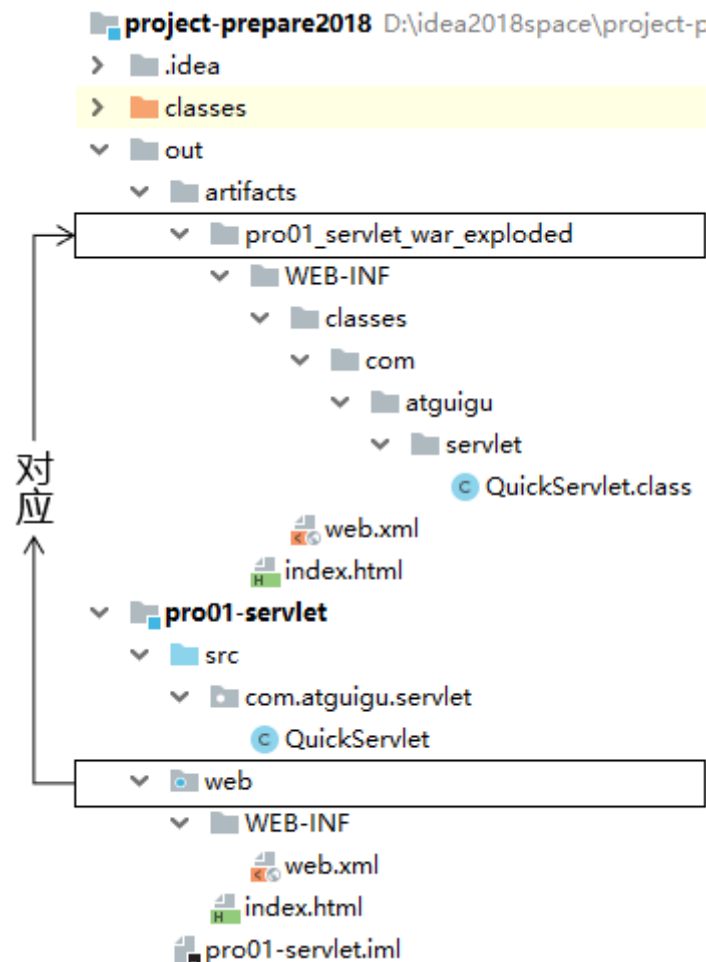 project-prepare2018 D:\idea2018space\project-p
.idea
classes
out
artifacts
pro01_servlet_war_exploded
WEB-INF
classes
com
atguigu
servlet
QuickServlet.class
web.xml
index.html
对应
pro01-servlet
src
com.atguigu.servlet
QuickServlet
web
WEB-INF
web.xml
index.html
pro01-servlet.iml